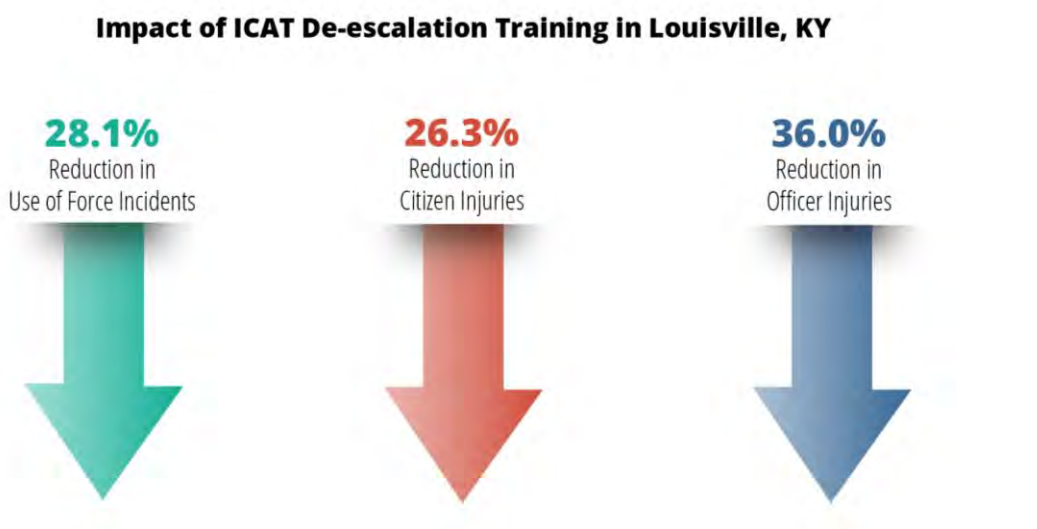 Impact of ICAT De-escalation Training in Louisville, KY
28.1%
Reduction in
Use of Force Incidents
26.3%
Reduction in
Citizen Injuries
36.0%
Reduction in
Officer Injuries